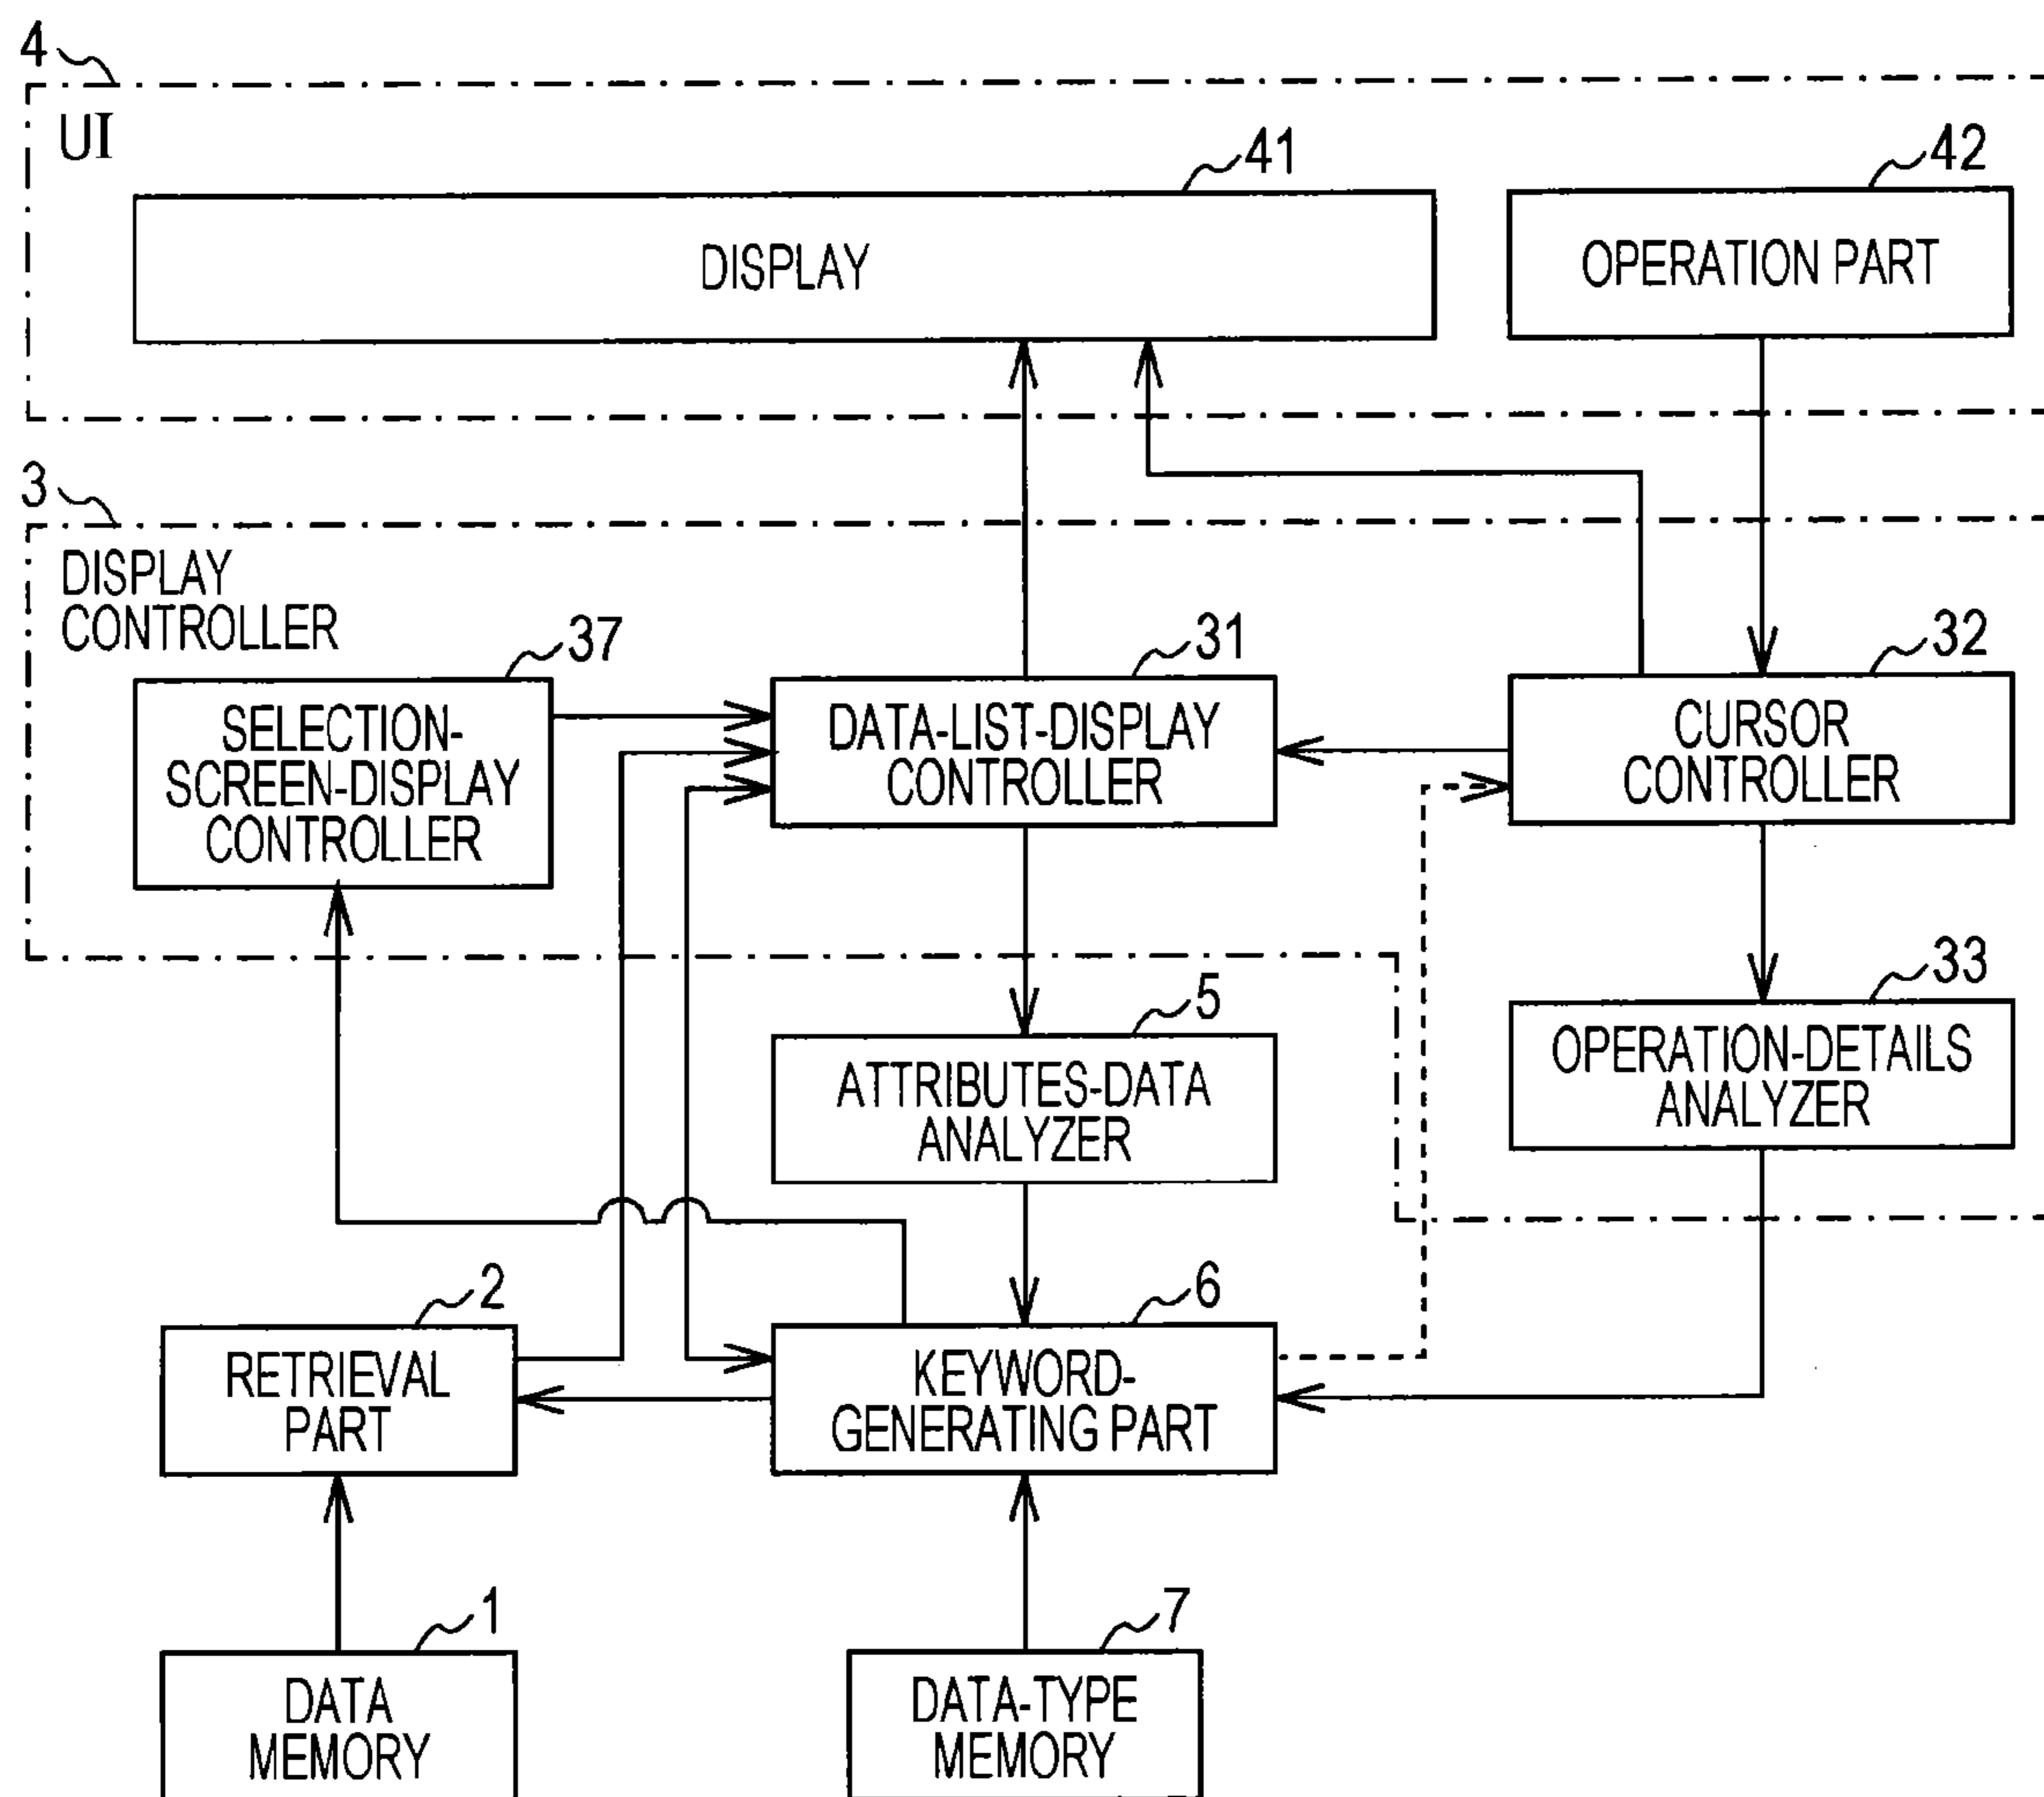 4
UI
41
DISPLAY
42
OPERATION PART
3
DISPLAY
CONTROLLER
37
SELECTION-
SCREEN-DISPLAY
CONTROLLER
31
DATA-LIST-DISPLAY
CONTROLLER
32
CURSOR
CONTROLLER
33
OPERATION-DETAILS
ANALYZER
5
ATTRIBUTES-DATA
ANALYZER
2
RETRIEVAL
PART
6
KEYWORD-
GENERATING PART
1
DATA
MEMORY
7
DATA-TYPE
MEMORY